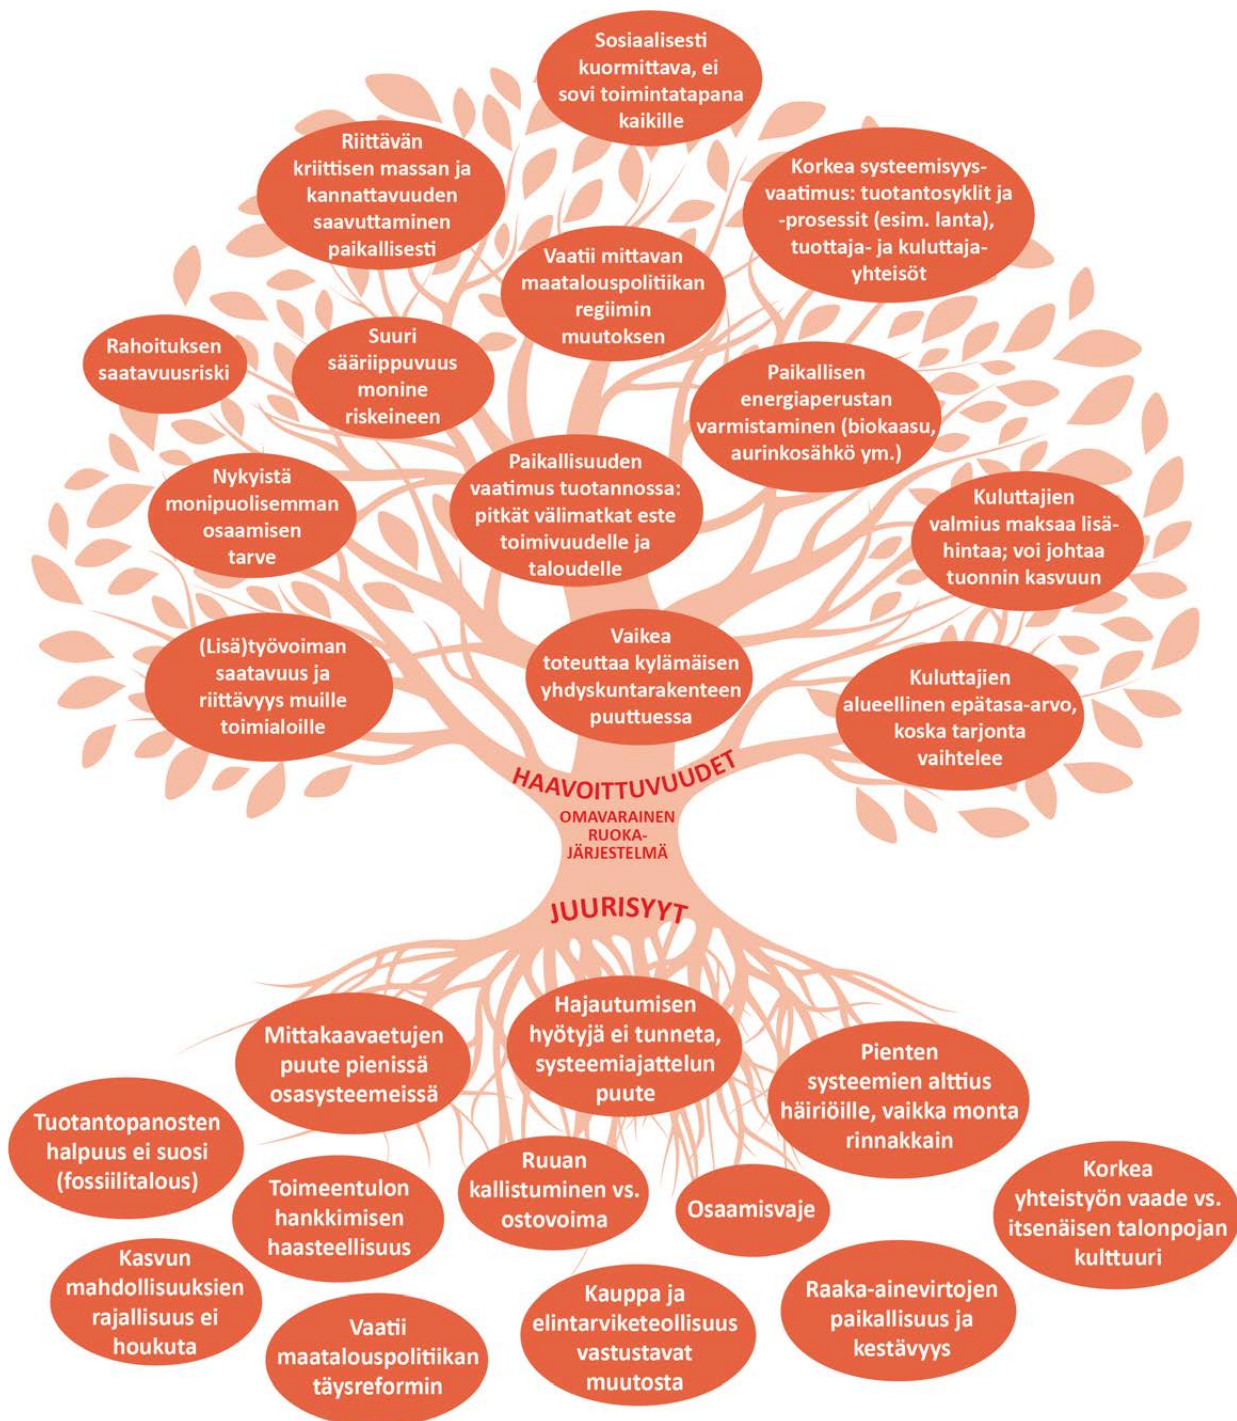 Sosiaalisesti
kuormittava, ei
sovi toimintatapana
kaikille
Riittävän
kriittisen massan ja
kannattavuuden
saavuttaminen
paikallisesti
Korkea systeemisyys-
vaatimus: tuotantosyklit ja
-prosessit (esim. lanta),
tuottaja- ja kuluttaja-
yhteisöt
Vaatii mittavan
maatalouspolitiikan
regiimin
muutoksen
Rahoituksen
saatavuusriski
Suuri
sääriippuvuus
monine
riskeineen
Paikallisen
energiaperustan
varmistaminen (biokaasu,
aurinkosähkö ym.)
Nykyistä
monipuolisemman
osaamisen
tarve
Paikallisuuden
vaatimus tuotannossa:
pitkät välimatkat este
toimivuudelle ja
taloudelle
Kuluttajien
valmius maksaa lisä-
hintaa; voi johtaa
tuonnin kasvuun
(Lisä)työvoiman
saatavuus ja
riittävyys muille
toimialoille
Vaikea
toteuttaa kylämäisen
yhdyskuntarakenteen
puuttuessa
Kuluttajien
alueellinen epätasa-arvo,
koska tarjonta
vaihtelee
HAAVOITTUVUUDET
OMAVARAINEN
RUOKA-
JÄRJESTELMÄ
JUURISYYT
Mittakaavaetujen
puute pienissä
osasysteemeissä
Hajautumisen
hyötyjä ei tunneta,
systeemiajattelun
puute
Pienten
systeemien alttius
häiriöille, vaikka monta
rinnakkain
Tuotantopanosten
halpuus ei suosi
(fossiilitalous)
Toimeentulon
hankkimisen
haasteellisuus
Ruuan
kallistuminen vs.
ostovoima
Osaamisvaje
Korkea
yhteistyön vaade vs.
itsenäisen talonpojan
kulttuuri
Kasvun
mahdollisuuksien
rajallisuus ei
houkuta
Vaatii
maatalouspolitiikan
täysreformin
Kauppa ja
elintarviketeollisuus
vastustavat
muutosta
Raaka-ainevirtojen
paikallisuus ja
kestävyys